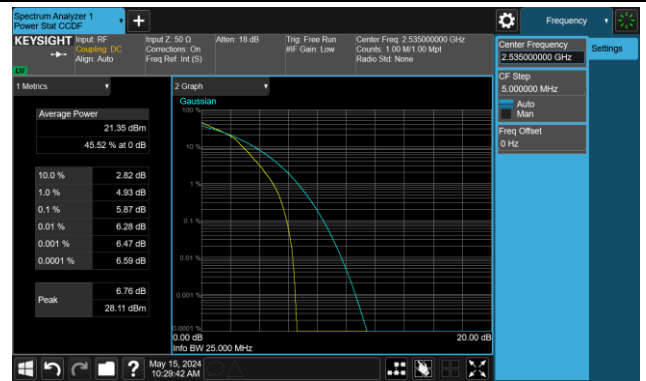 Spectrum Analyzer 1
Power Stat CCDF
Frequency
KEYSIGHT
Input: RF
Coupling: DC
Align: Auto
Input Z: 50 Ω
Corrections: On
Freq Ref: Int (S)
Atten: 18 dB
Trig: Free Run
#IF Gain: Low
Center Freq: 2.535000000 GHz
Counts: 1.00 M/1.00 Mpt
Radio Std: None
LW
Center Frequency
2.535000000 GHz
Settings
CF Step
5.000000 MHz
Auto
Man
Freq Offset
0 Hz
1 Metrics
Average Power
21.35 dBm
45.52 % at 0 dB
10.0 % 2.82 dB
1.0 % 4.93 dB
0.1 % 5.87 dB
0.01 % 6.28 dB
0.001 % 6.47 dB
0.0001 % 6.59 dB
Peak
6.76 dB
28.11 dBm
2 Graph
Gaussian
100 %
10 %
1 %
0.1 %
0.01 %
0.001 %
0.0001 %
0.00 dB
20.00 dB
Info BW 25.000 MHz
May 15, 2024
10:29:42 AM